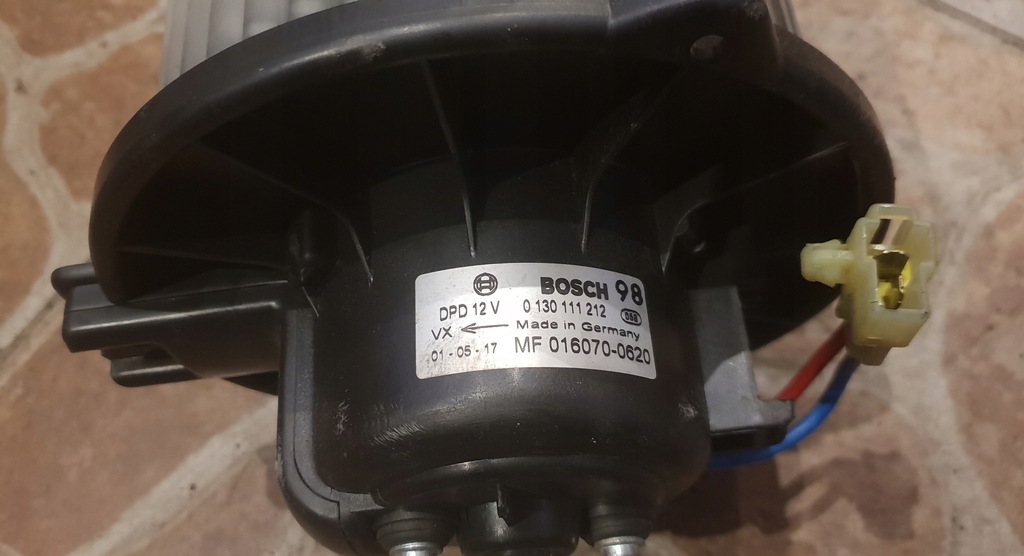 BOSCH 98
DPD 12 V 0 130 111 212
VX ← Made in Germany
01-05-17 MF 016070-0620